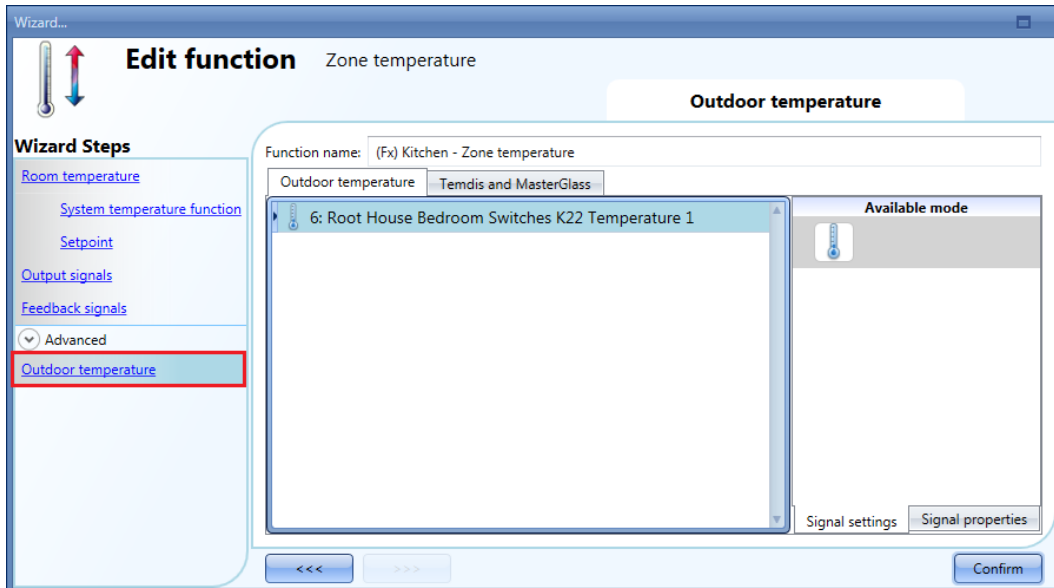 Wizard...
Edit function Zone temperature
Outdoor temperature
Wizard Steps
Room temperature
System temperature function
Setpoint
Output signals
Feedback signals
Advanced
Outdoor temperature
Function name: (Fx) Kitchen - Zone temperature
Outdoor temperature Temdis and MasterGlass
6: Root House Bedroom Switches K22 Temperature 1
Available mode
Signal settings Signal properties
<<< >>> Confirm